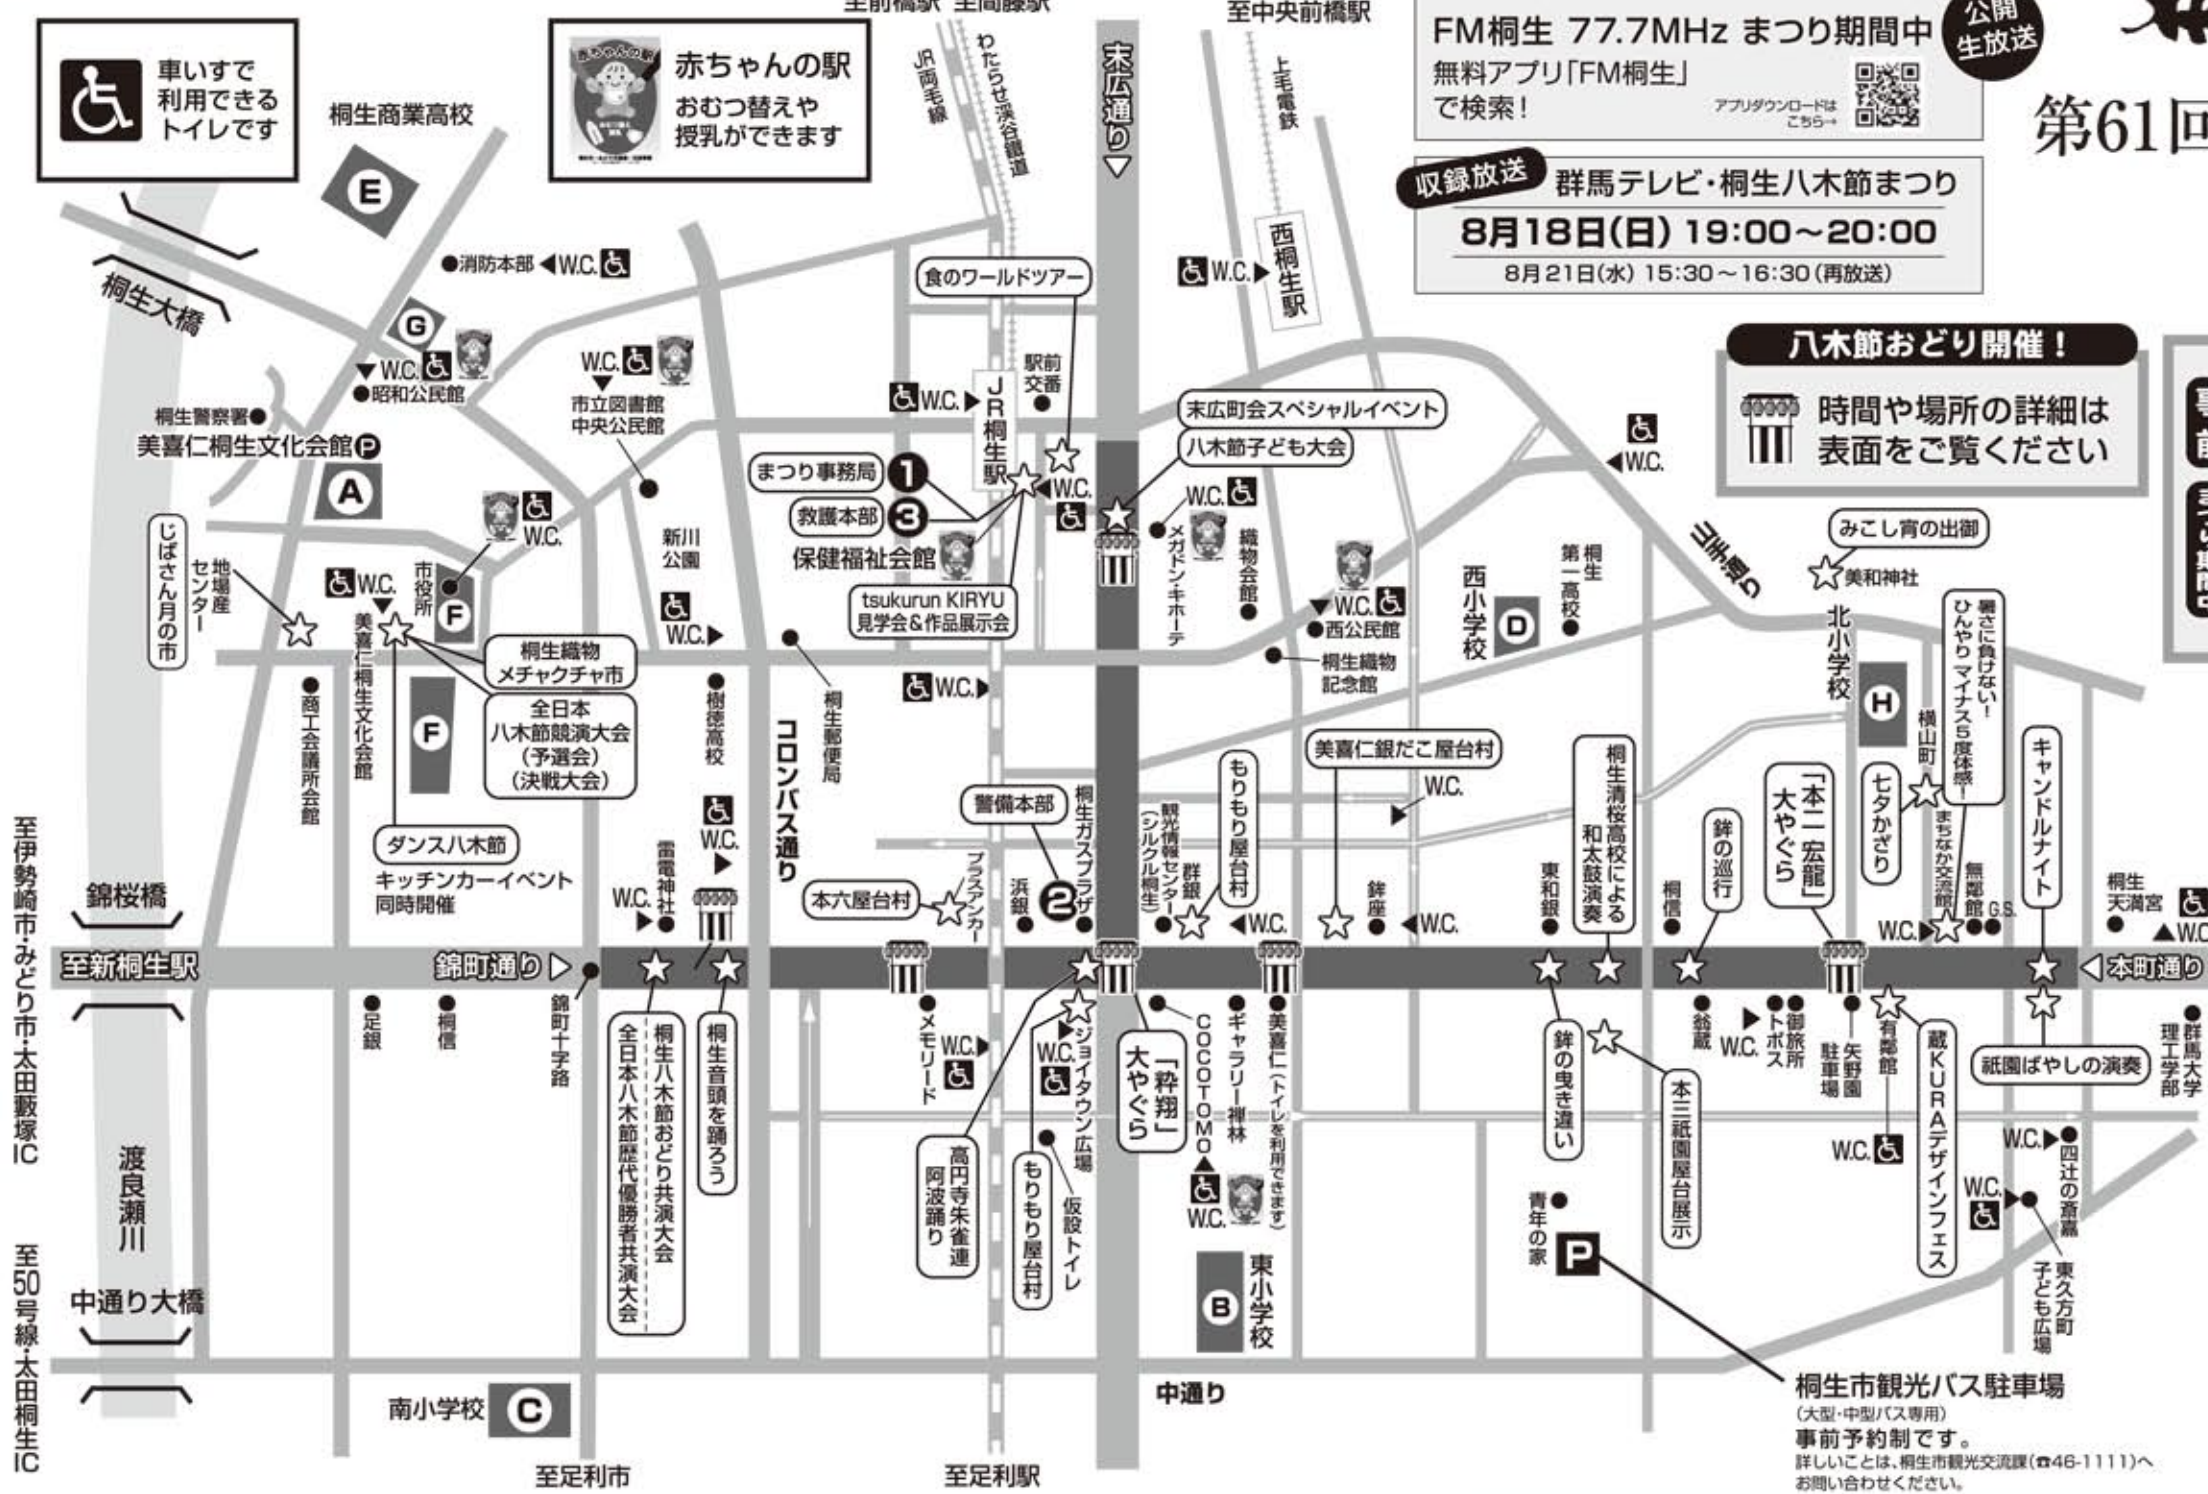 至前橋駅 至間藤駅
至中央前橋駅
車いすで
利用できる
トイレです
赤ちゃんの駅
おむつ替えや
授乳ができます
FM桐生 77.7MHz まつり期間中
公開
生放送
無料アプリ「FM桐生」
で検索!
アプリダウンロードは
こちら→
第61回
収録放送
群馬テレビ・桐生八木節まつり
8月18日(日) 19:00~20:00
8月21日(水) 15:30~16:30(再放送)
八木節おどり開催!
時間や場所の詳細は
表面をご覧ください
桐生商業高校
E
JR両毛線
わたらせ渓谷鐵道
末広通り
上毛電鉄
西桐生駅
W.C.
桐生大橋
消防本部
W.C.
G
W.C.
昭和公民館
桐生警察署
美喜仁桐生文化会館 P
A
W.C.
市立図書館
中央公民館
食のワールドツアー
駅前
交番
W.C.
JR桐生駅
まつり事務局 1
救護本部 3
保健福祉会館
W.C.
tsukurun KIRYU
見学会&作品展示会
末広町会スペシャルイベント
八木節子ども大会
W.C.
メガドン・キホーテ
織物会館
W.C.
西公民館
桐生織物
記念館
西小学校
D
桐生
第一高校
W.C.
山手通り
みこし宵の出御
美和神社
北小学校
H
横山町
暑さに負けない!
ひんやり マイナス5度体感!
じばさん月の市
地場産
センター
W.C.
市役所
F
W.C.
美喜仁桐生文化会館
商工会議所会館
F
桐生織物
メチャクチャ市
全日本
八木節競演大会
(予選会)
(決戦大会)
ダンス八木節
キッチンカーイベント
同時開催
新川
公園
W.C.
樹徳高校
コロンバス通り
桐生郵便局
W.C.
W.C.
雷電神社
W.C.
警備本部
2
桐生ガスプラザ
浜銀
本六屋台村
プラスアンカー
観光情報センター
(シルクル桐生)
群銀
もりもり屋台村
W.C.
美喜仁銀だこ屋台村
W.C.
鉾座
W.C.
東和銀
桐生清桜高校による
和太鼓演奏
桐信
鉾の巡行
「本二 宏龍」
大やぐら
七夕かざり
まちなか交流館
W.C.
無鄰館
G.S.
キャンドルナイト
桐生
天満宮
W.C.
錦桜橋
至新桐生駅
錦町通り
本町通り
至伊勢崎市・みどり市・太田藪塚IC
至50号線・太田桐生IC
渡良瀬川
中通り大橋
足銀
桐信
錦町十字路
桐生八木節おどり共演大会
全日本八木節歴代優勝者共演大会
桐生音頭を踊ろう
メモリード
W.C.
W.C.
ジョイタウン広場
高円寺朱雀連
阿波踊り
もりもり屋台村
仮設トイレ
「粋翔」
大やぐら
COCOTOMO
W.C.
ギャラリー禅林
美喜仁(トイレを利用できます)
B
東小学校
鉾の曳き違い
本三祇園屋台展示
青年の家
P
翁蔵
W.C.
トポス
御旅所
矢野園
駐車場
有鄰館
W.C.
蔵KURAデザインフェス
祇園ばやしの演奏
群馬大学
理工学部
W.C.
四辻の斎嘉
W.C.
東久方町
子ども広場
南小学校
C
中通り
至足利市
至足利駅
桐生市観光バス駐車場
(大型・中型バス専用)
事前予約制です。
詳しいことは、桐生市観光交流課(☎46-1111)へ
お問い合わせください。